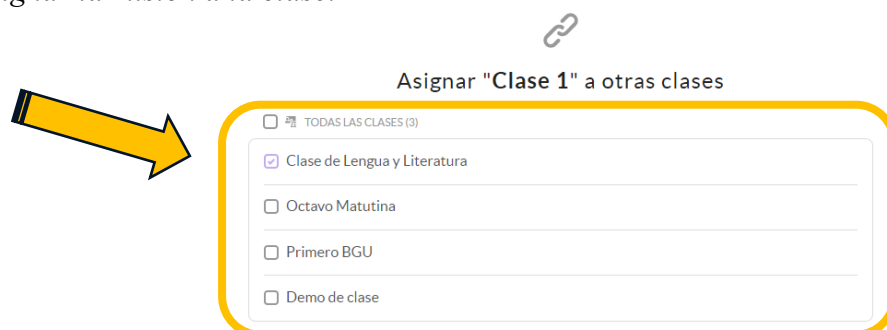 Asignar "Clase 1" a otras clases
TODAS LAS CLASES (3)
Clase de Lengua y Literatura
Octavo Matutina
Primero BGU
Demo de clase